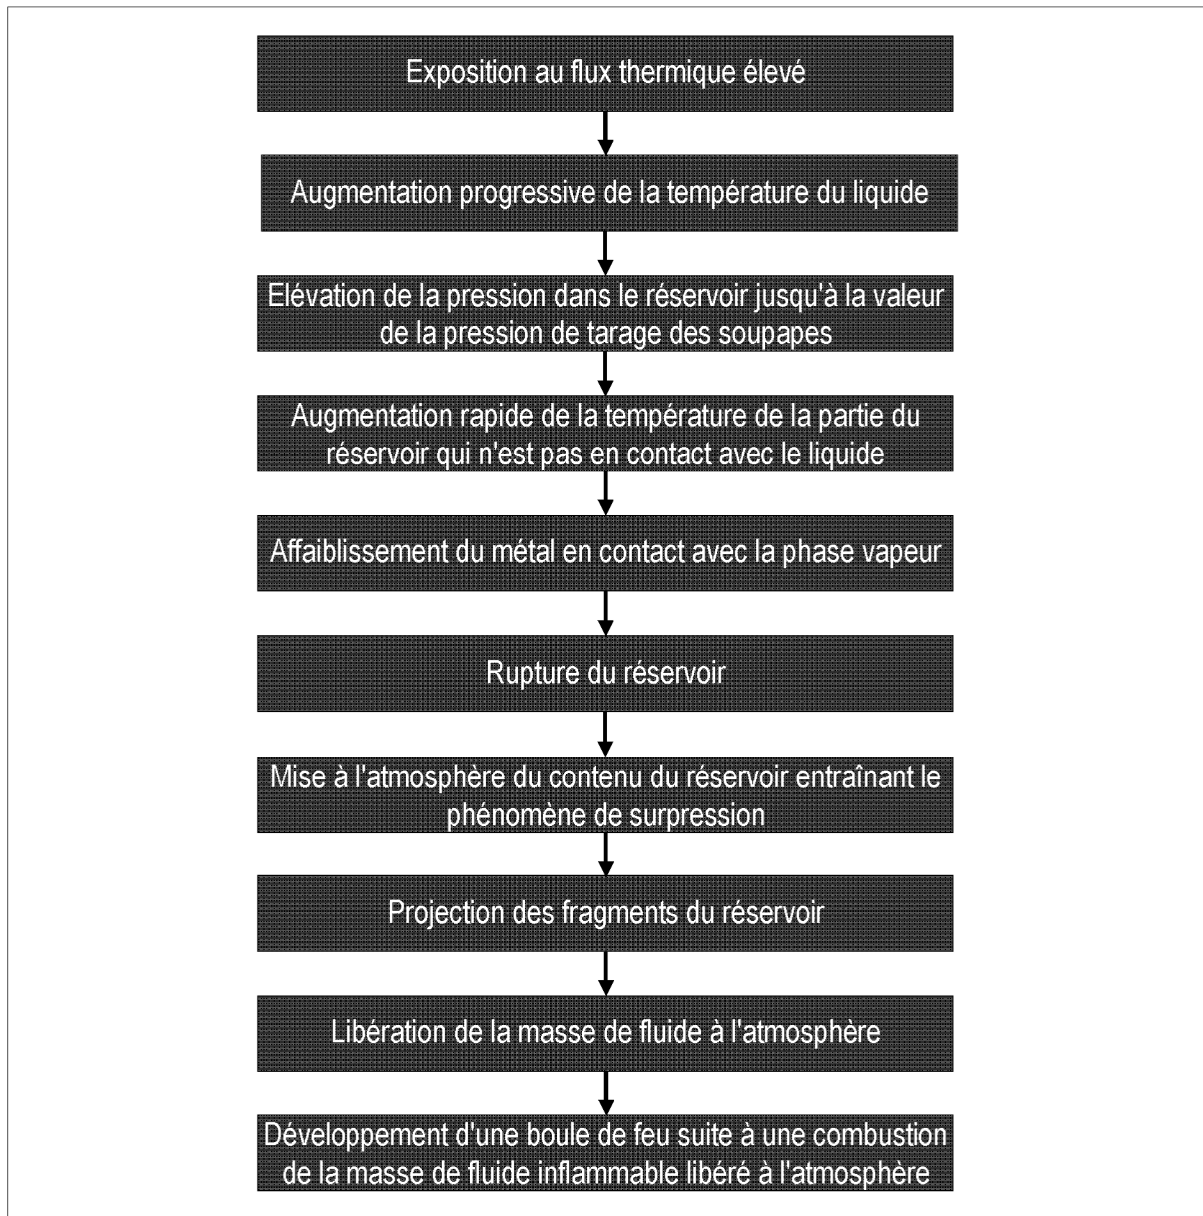 Exposition au flux thermique élevé
Augmentation progressive de la température du liquide
Elévation de la pression dans le réservoir jusqu'à la valeur
de la pression de tarage des soupapes
Augmentation rapide de la température de la partie du
réservoir qui n'est pas en contact avec le liquide
Affaiblissement du métal en contact avec la phase vapeur
Rupture du réservoir
Mise à l'atmosphère du contenu du réservoir entraînant le
phénomène de surpression
Projection des fragments du réservoir
Libération de la masse de fluide à l'atmosphère
Développement d'une boule de feu suite à une combustion
de la masse de fluide inflammable libéré à l'atmosphère